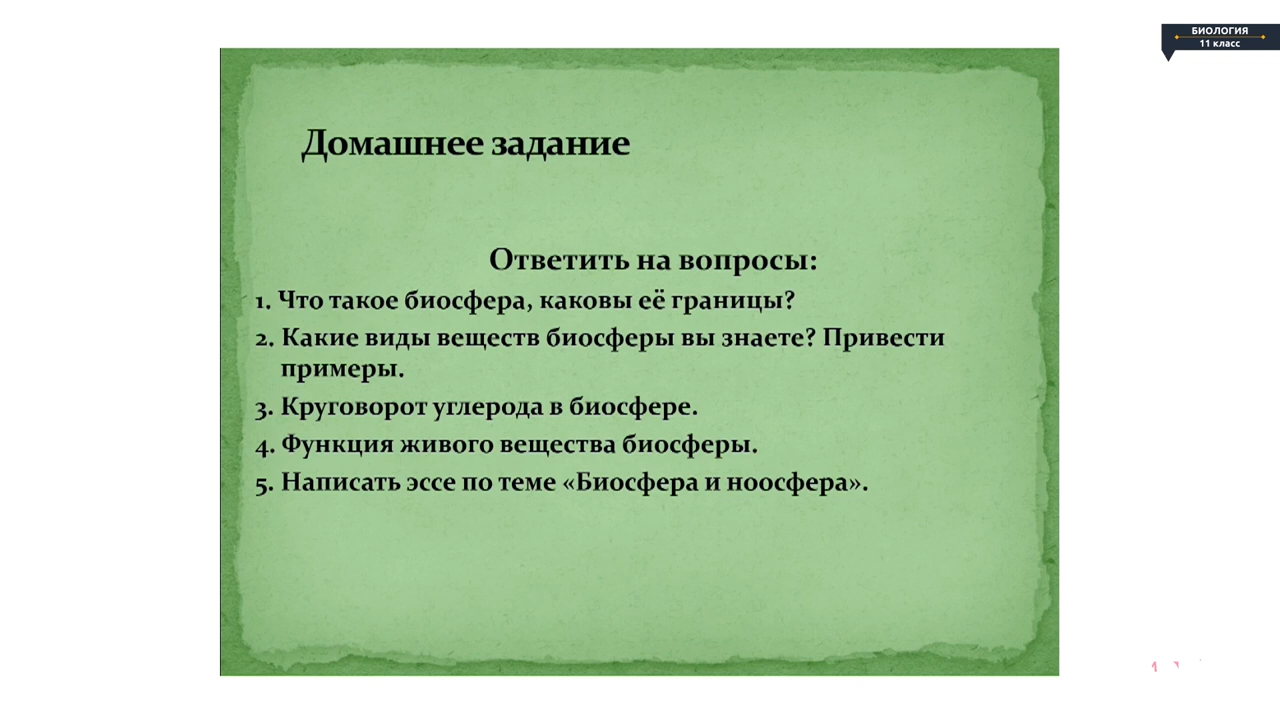 БИОЛОГИЯ
11 класс
Домашнее задание
Ответить на вопросы:
1. Что такое биосфера, каковы её границы?
2. Какие виды веществ биосферы вы знаете? Привести
примеры.
3. Круговорот углерода в биосфере.
4. Функция живого вещества биосферы.
5. Написать эссе по теме «Биосфера и ноосфера».